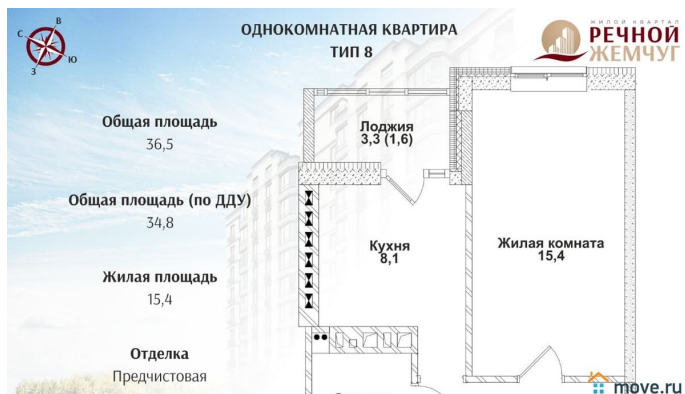 ОДНОКОМНАТНАЯ КВАРТИРА
ТИП 8
ЖИЛОЙ КВАРТАЛ
РЕЧНОЙ
ЖЕМЧУГ
С
В
З
Ю
Общая площадь
36,5
Общая площадь (по ДДУ)
34,8
Жилая площадь
15,4
Отделка
Предчистовая
Лоджия
3,3 (1,6)
Кухня
8,1
Жилая комната
15,4
move.ru